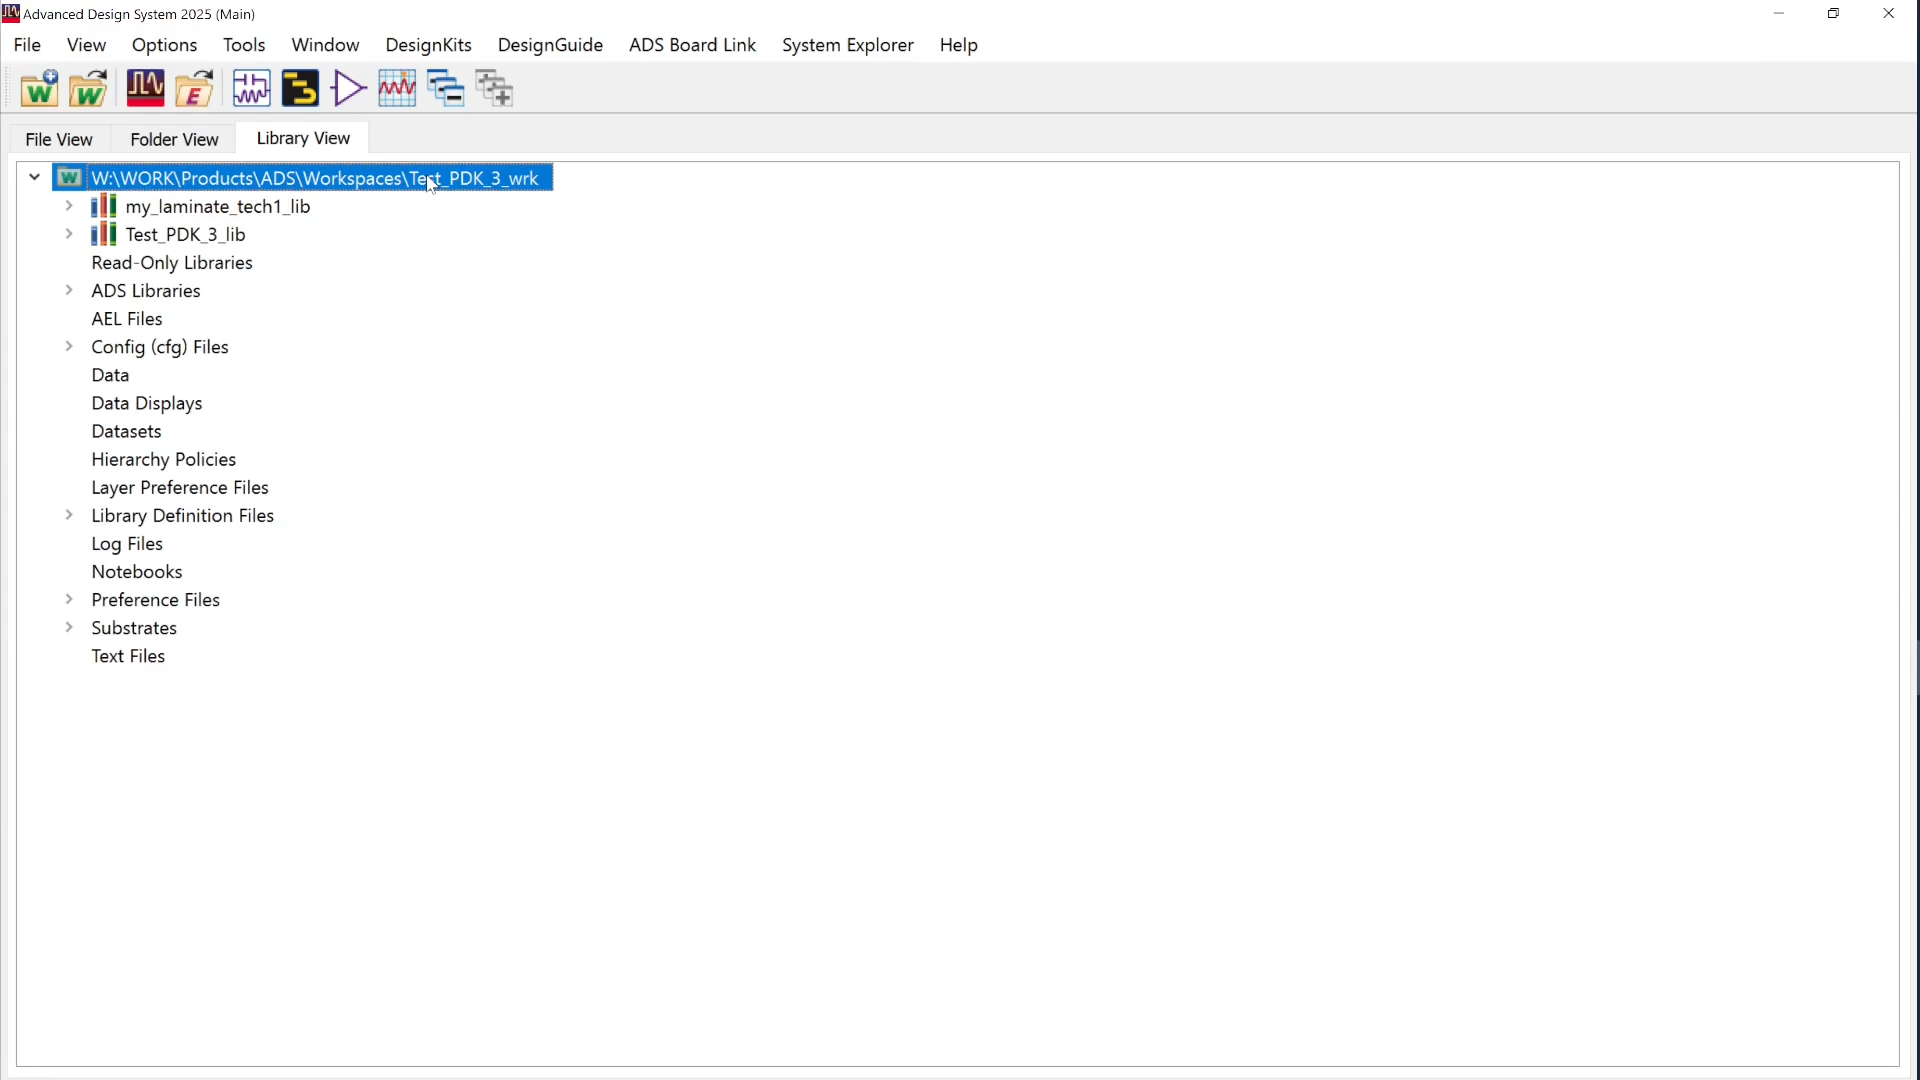 Advanced Design System 2025 (Main)
File View Options Tools Window DesignKits DesignGuide ADS Board Link System Explorer Help
W W E
File View Folder View Library View
W W:\WORK\Products\ADS\Workspaces\Test_PDK_3_wrk
my_laminate_tech1_lib
Test_PDK_3_lib
Read-Only Libraries
ADS Libraries
AEL Files
Config (cfg) Files
Data
Data Displays
Datasets
Hierarchy Policies
Layer Preference Files
Library Definition Files
Log Files
Notebooks
Preference Files
Substrates
Text Files